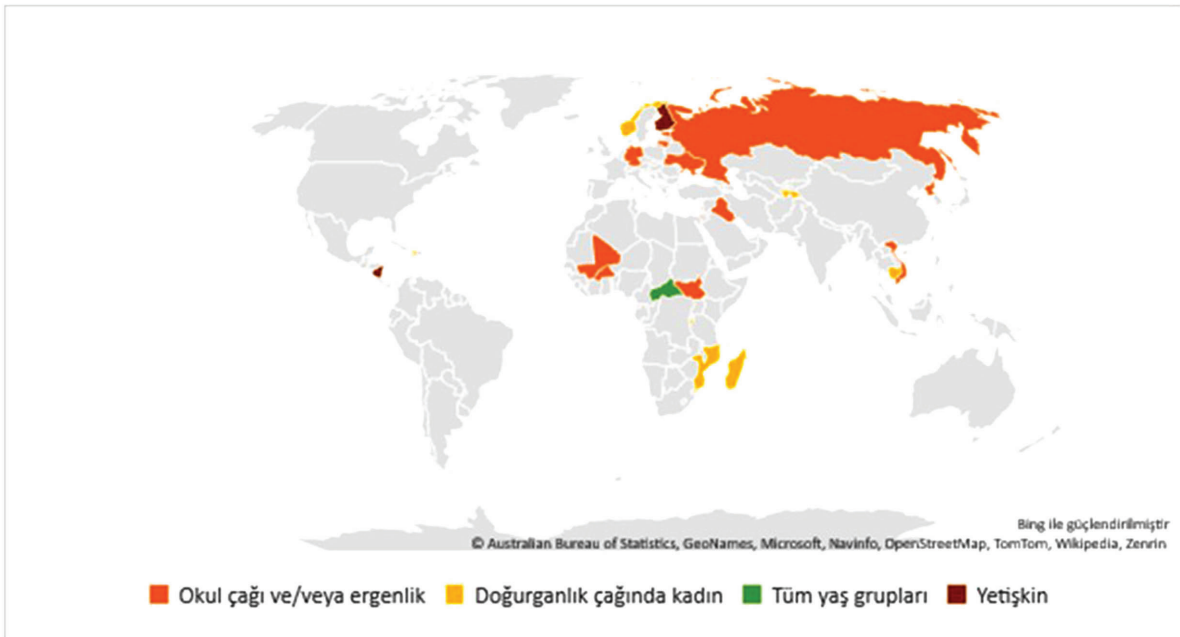 Bing ile güçlendirilmiştir
© Australian Bureau of Statistics, GeoNames, Microsoft, Navinfo, OpenStreetMap, TomTom, Wikipedia, Zenrin
Okul çağı ve/veya ergenlik Doğurganlık çağında kadın Tüm yaş grupları Yetişkin